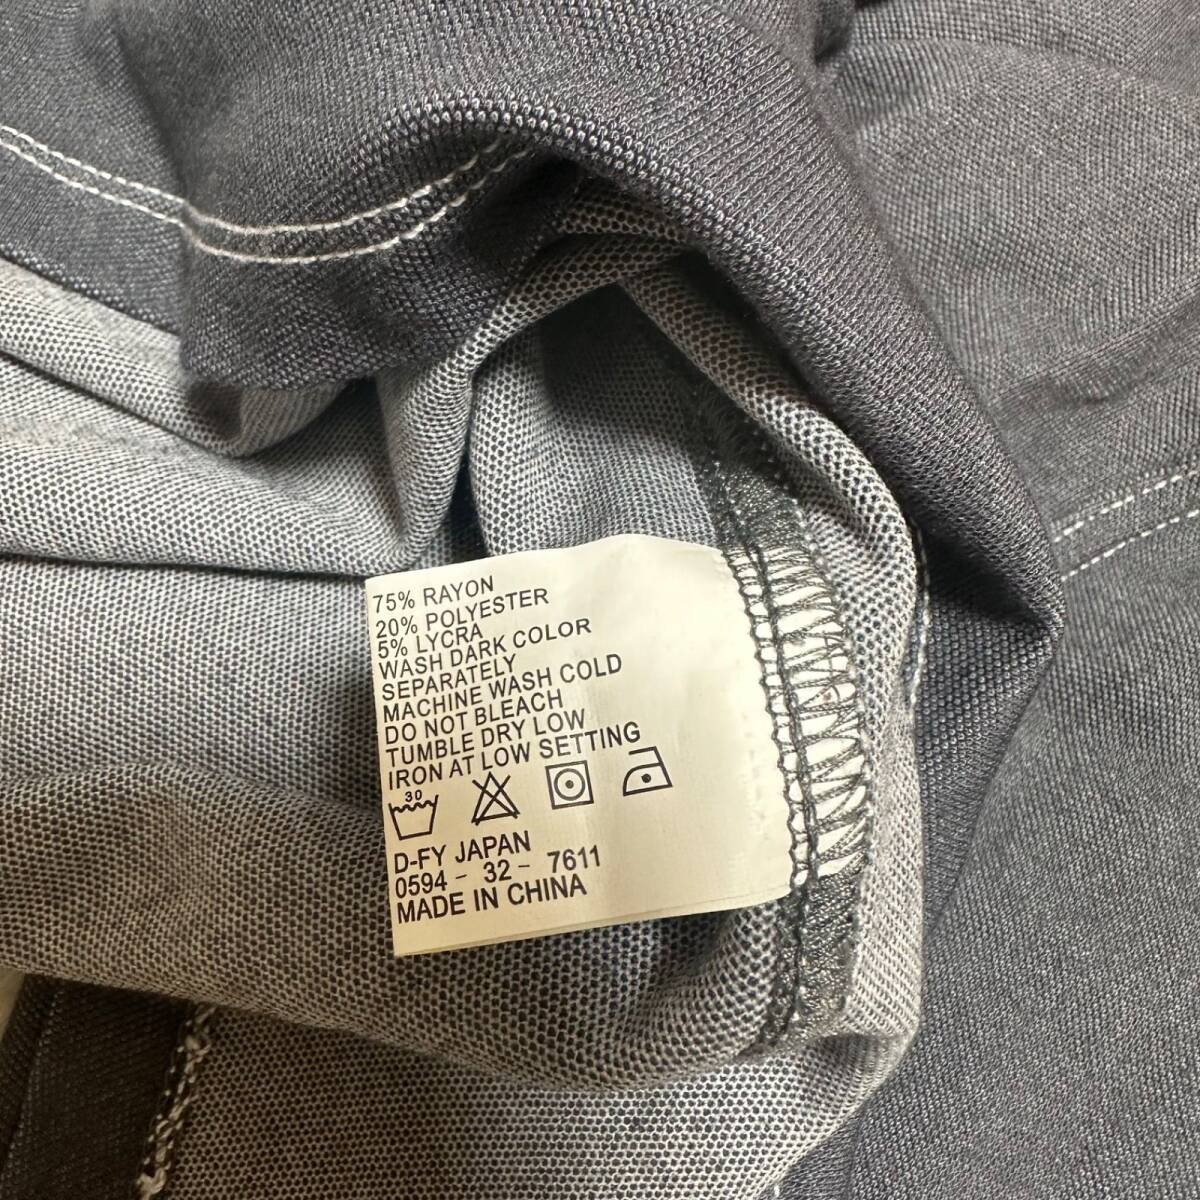 75% RAYON
20% POLYESTER
5% LYCRA
WASH DARK COLOR
SEPARATELY
MACHINE WASH COLD
DO NOT BLEACH
TUMBLE DRY LOW
IRON AT LOW SETTING
30
D-FY JAPAN
0594 - 32 - 7611
MADE IN CHINA